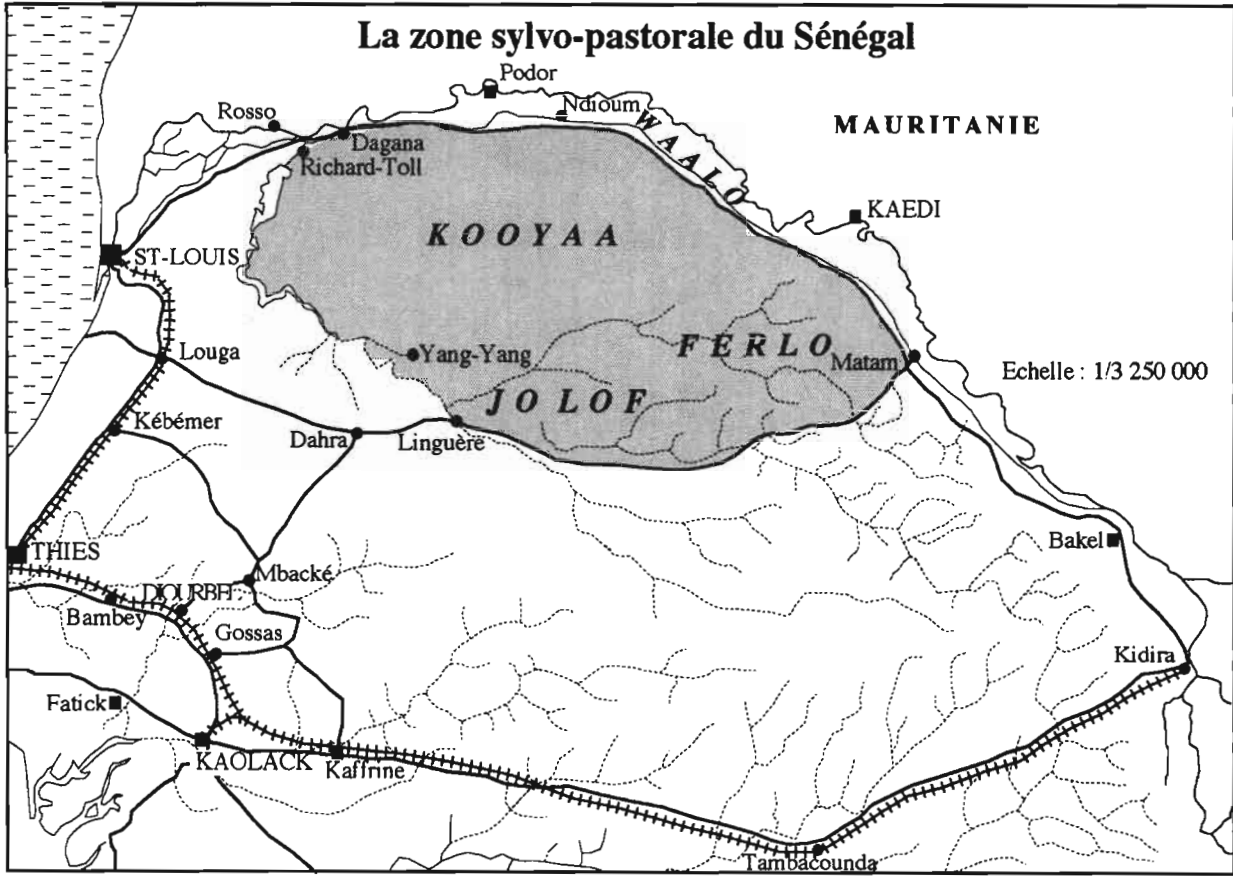 La zone sylvo-pastorale du Sénégal
Podor
Rosso
Ndioum
WAALO
MAURITANIE
Dagana
Richard-Toll
KAEDI
KOOYAA
ST-LOUIS
FERLO
Louga
Yang-Yang
Matam
Echelle : 1/3 250 000
JOLOF
Kébémer
Dahra
Linguère
THIES
Bakel
Mbacké
DIOURBEL
Bambey
Gossas
Kidira
Fatick
KAOLACK
Kaffrine
Tambacounda